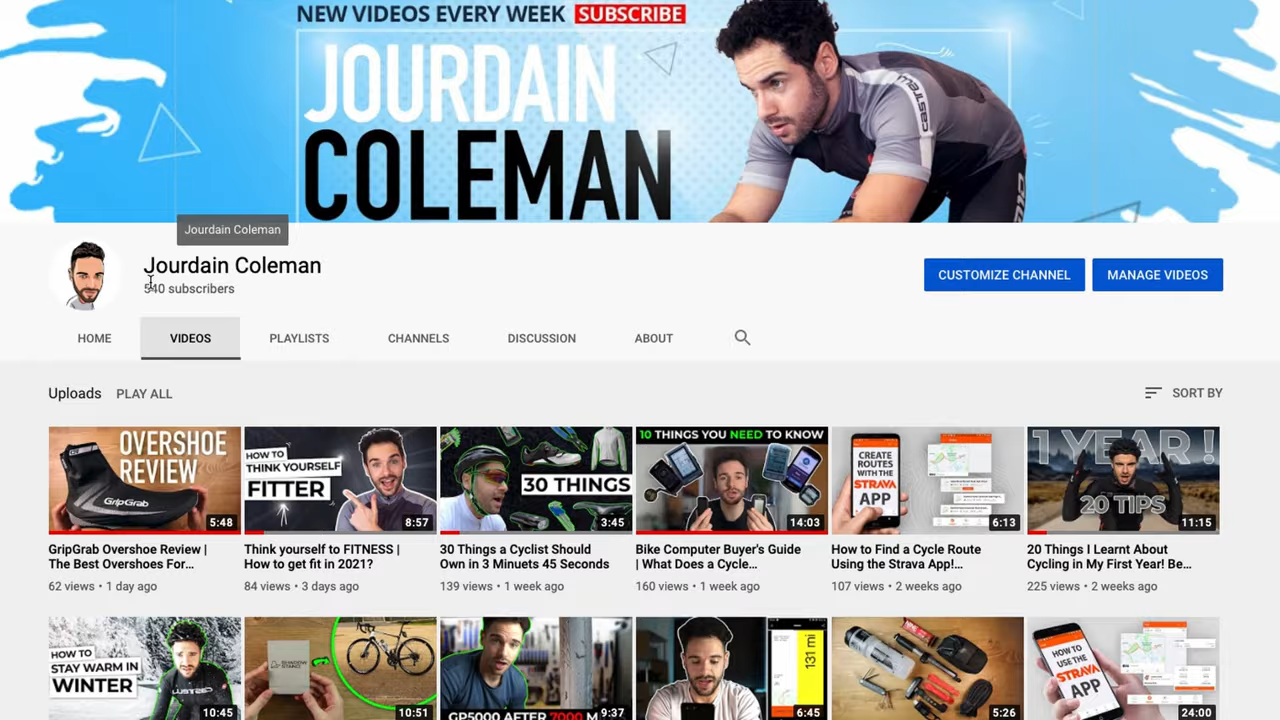 NEW VIDEOS EVERY WEEK SUBSCRIBE
JOURDAIN
COLEMAN
CASTELLI
Jourdain Coleman
Jourdain Coleman
540 subscribers
CUSTOMIZE CHANNEL
MANAGE VIDEOS
HOME
VIDEOS
PLAYLISTS
CHANNELS
DISCUSSION
ABOUT
Uploads
PLAY ALL
SORT BY
OVERSHOE
REVIEW
GripGrab
5:48
HOW TO
THINK YOURSELF
FITTER
8:57
30 THINGS
3:45
10 THINGS YOU NEED TO KNOW
14:03
CREATE
ROUTES
WITH THE
STRAVA
APP
6:13
1 YEAR !
20 TIPS
11:15
GripGrab Overshoe Review |
The Best Overshoes For...
62 views • 1 day ago
Think yourself to FITNESS |
How to get fit in 2021?
84 views • 3 days ago
30 Things a Cyclist Should
Own in 3 Minuets 45 Seconds
139 views • 1 week ago
Bike Computer Buyer's Guide
| What Does a Cycle...
160 views • 1 week ago
How to Find a Cycle Route
Using the Strava App!...
107 views • 2 weeks ago
20 Things I Learnt About
Cycling in My First Year! Be...
225 views • 2 weeks ago
HOW TO
STAY WARM IN
WINTER
10:45
10:51
GP5000 AFTER 7000 M
9:37
131 mi
6:45
5:26
HOW TO
USE THE
STRAVA
APP
24:00